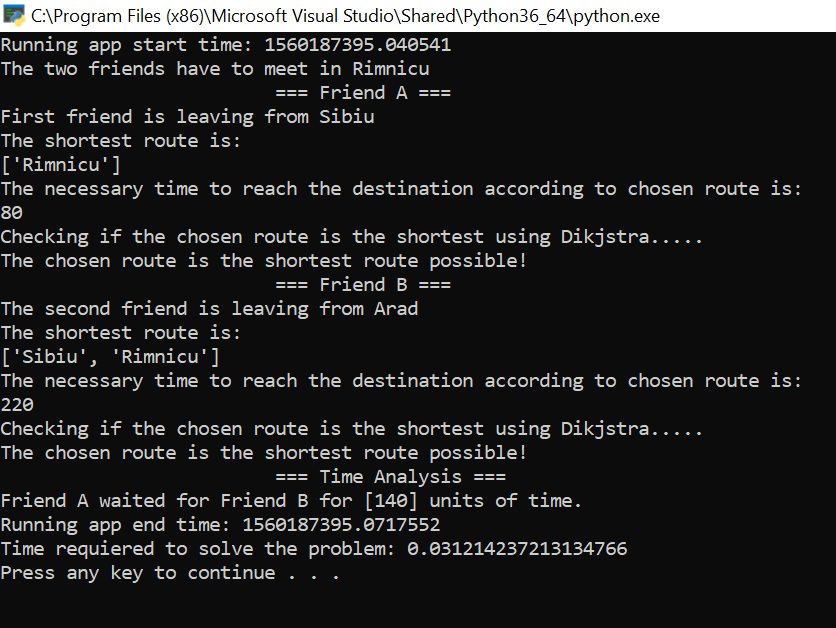 C:\Program Files (x86)\Microsoft Visual Studio\Shared\Python36_64\python.exe
Running app start time: 1560187395.040541
The two friends have to meet in Rimnicu
=== Friend A ===
First friend is leaving from Sibiu
The shortest route is:
['Rimnicu']
The necessary time to reach the destination according to chosen route is:
80
Checking if the chosen route is the shortest using Dikjstra.....
The chosen route is the shortest route possible!
=== Friend B ===
The second friend is leaving from Arad
The shortest route is:
['Sibiu', 'Rimnicu']
The necessary time to reach the destination according to chosen route is:
220
Checking if the chosen route is the shortest using Dikjstra.....
The chosen route is the shortest route possible!
=== Time Analysis ===
Friend A waited for Friend B for [140] units of time.
Running app end time: 1560187395.0717552
Time requiered to solve the problem: 0.031214237213134766
Press any key to continue . . .